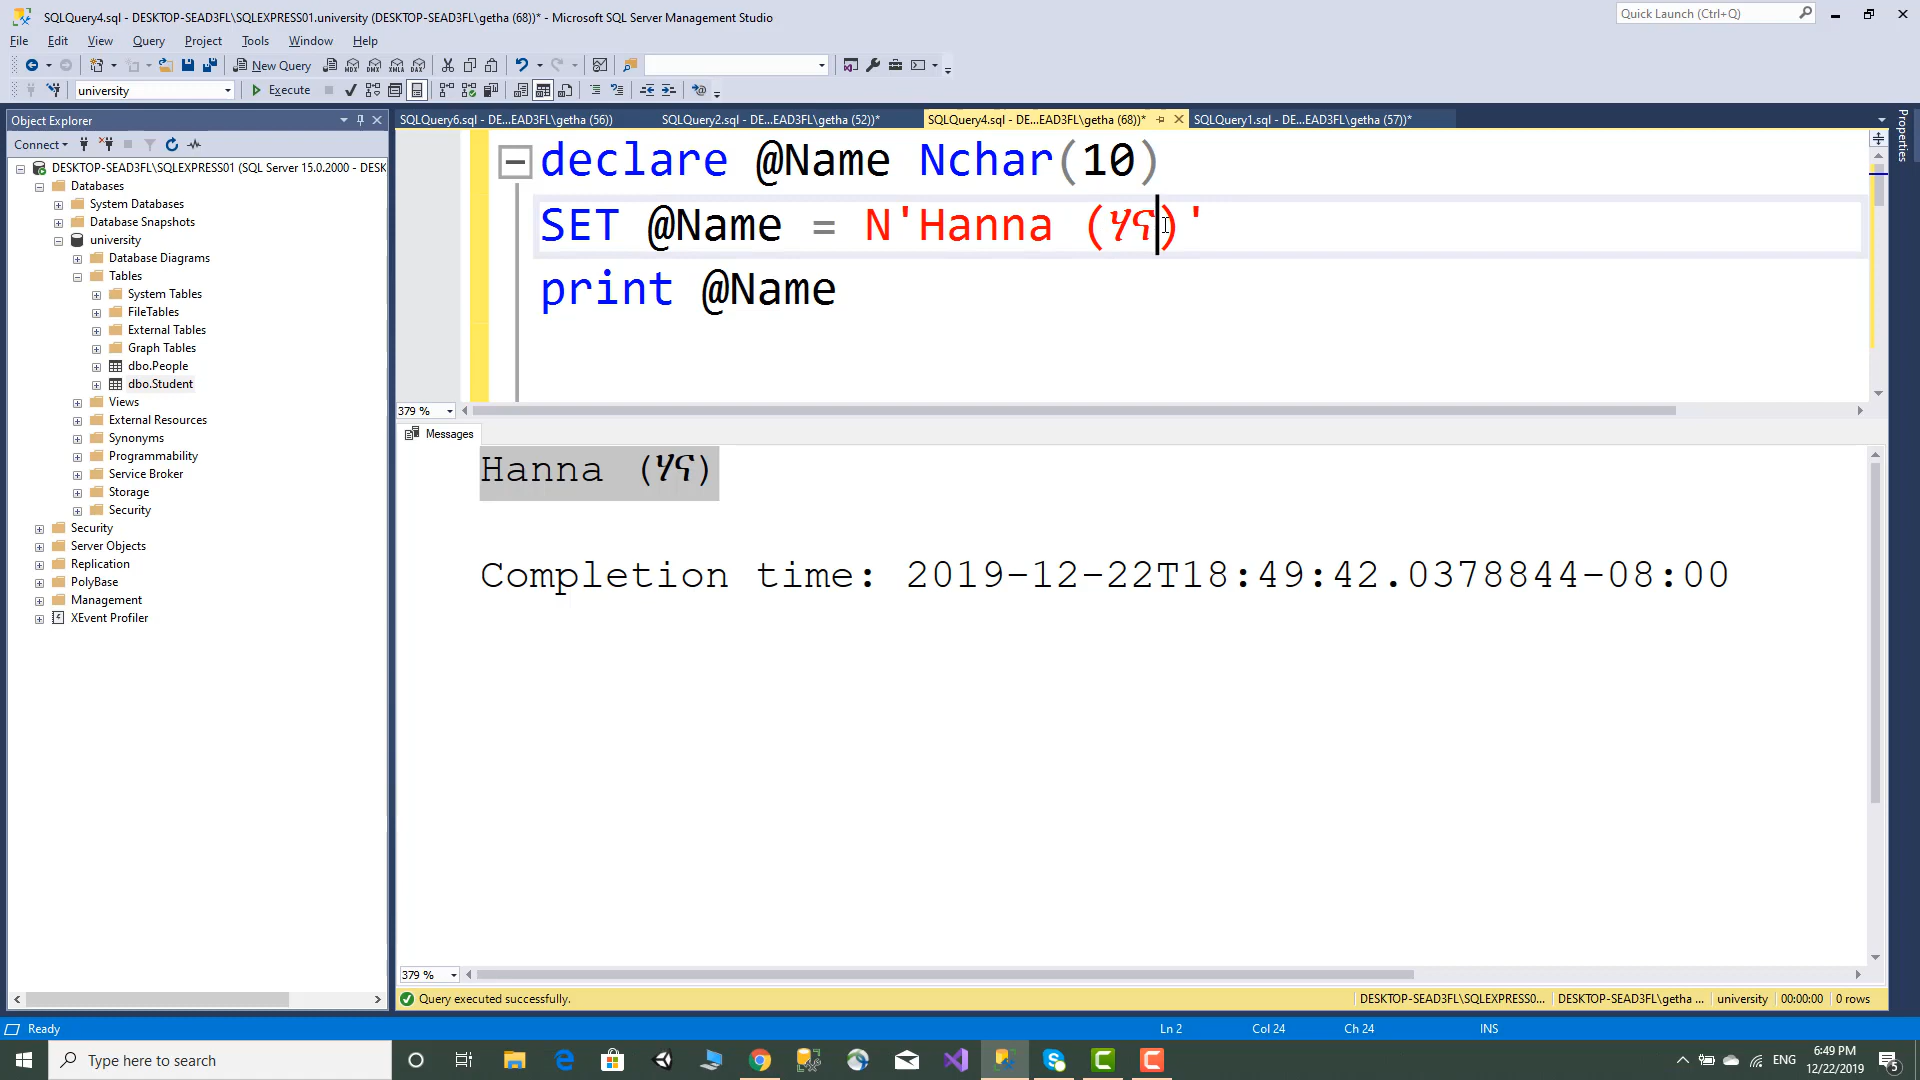 SQLQuery4.sql - DESKTOP-SEAD3FL\SQLEXPRESS01.university (DESKTOP-SEAD3FL\getha (68))* - Microsoft SQL Server Management Studio
Quick Launch (Ctrl+Q)
File Edit View Query Project Tools Window Help
New Query
university
Execute
Object Explorer
SQLQuery6.sql - DE...EAD3FL\getha (56))
SQLQuery2.sql - DE...EAD3FL\getha (52))*
SQLQuery4.sql - DE...EAD3FL\getha (68))*
SQLQuery1.sql - DE...EAD3FL\getha (57))*
Properties
Connect
DESKTOP-SEAD3FL\SQLEXPRESS01 (SQL Server 15.0.2000 - DESK
Databases
System Databases
Database Snapshots
university
Database Diagrams
Tables
System Tables
FileTables
External Tables
Graph Tables
dbo.People
dbo.Student
Views
External Resources
Synonyms
Programmability
Service Broker
Storage
Security
Security
Server Objects
Replication
PolyBase
Management
XEvent Profiler
declare @Name Nchar(10)
SET @Name = N'Hanna (ሃና)'
print @Name
379 %
Messages
Hanna (ሃና)
Completion time: 2019-12-22T18:49:42.0378844-08:00
379 %
Query executed successfully.
DESKTOP-SEAD3FL\SQLEXPRESS0...
DESKTOP-SEAD3FL\getha ...
university
00:00:00
0 rows
Ready
Ln 2
Col 24
Ch 24
INS
Type here to search
ENG
6:49 PM
12/22/2019
5